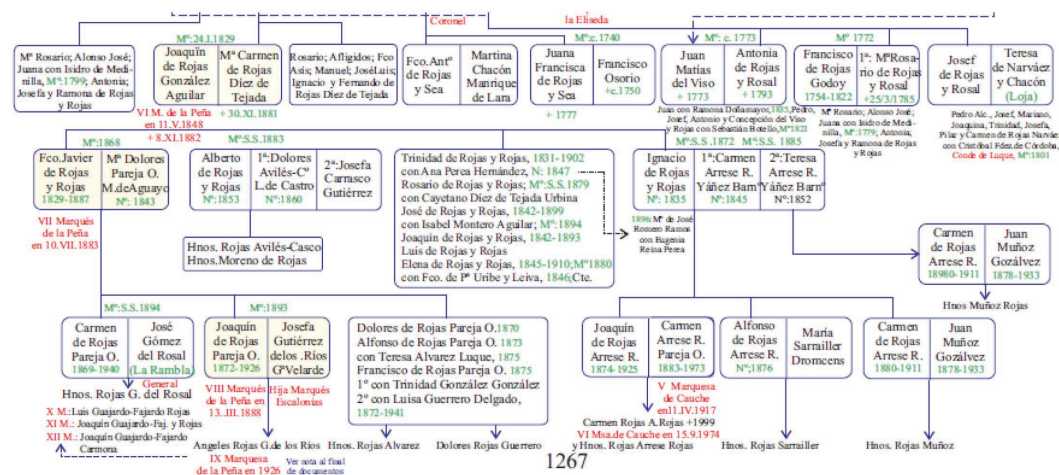 Coronel
la Eliseda
Mº:24.I.1829
Mº:c.1740
Mº: c. 1773
Mº 1772
Mª Rosario; Alonso José;
Juana con Isidro de Medi-
nilla, Mº:1799; Antonia;
Josefa y Ramona de Rojas
y Rojas
Joaquín
de Rojas
González
Aguilar
Mª Carmen
de Rojas
Díez de
Tejada
VI M. de la Peña
en 11.V.1848
+ 8.XI.1882
+ 30.XI.1881
Rosario; Afligidos; Fco
Asis; Manuel; JoséLuis;
Ignacio y Fernando de
Rojas Díez de Tejada
Fco.Antº
de Rojas
y Sea
Martina
Chacón
Manrique
de Lara
Juana
Francisca
de Rojas
y Sea
+ 1777
Francisco
Osorio
+c.1750
Juan
Matías
del Viso
+ 1773
Antonia
de Rojas
y Rosal
+ 1793
Juan con Ramona Doñamayor,1835;Pedro,
Josef, Antonio y Concepción del Viso
y Rojas con Sebastián Botello,Mº1821
Francisco
de Rojas
Godoy
1754-1822
1ª: MªRosa-
rio de Rojas
y Rosal
+25/3/1785
Mª Rosario; Alonso José;
Juana con Isidro de Medinilla,
Mº:1779; Antonia;
Josefa y Ramona de Rojas
y Rojas
Josef
de Rojas
Teresa
de Narváez
y Chacón
(Loja)
Pedro Alc., Josef, Mariano,
Joaquina, Trinidad, Josefa,
Pilar y Carmen de Rojas Narváez
con Cristóbal Fdez.de Córdoba,
Conde de Luque, Mº:1801
Mº:1868
Mº:S.S.1883
Mº:S.S .1872
Mº:S.S. 1885
Fco.Javier
de Rojas
y Rojas
1829-1887
Mª Dolores
Pareja O.
M.deAguayo
Nº: 1843
VII Marqués
de la Peña
en 10.VII.1883
Alberto
de Rojas
y Rojas
Nº:1853
1ª:Dolores
Avilés-Cº
L.de Castro
Nº:1860
2ª:Josefa
Carrasco
Gutiérrez
Hnos. Rojas Avilés-Casco
Hnos.Moreno de Rojas
Trinidad de Rojas y Rojas, 1831-1902
con Ana Perea Hernández, N: 1847
Rosario de Rojas y Rojas; Mº:S.S.1879
con Cayetano Díez de Tejada Urbina
José de Rojas y Rojas, 1842-1899
con Isabel Montero Aguilar; Mº:1894
Joaquín de Rojas y Rojas, 1842-1893
Luis de Rojas y Rojas
Elena de Rojas y Rojas, 1845-1910;Mº1880
con Fco. de Pª Uribe y Leiva, 1846;Cte.
Ignacio
de Rojas
y Rojas
Nº: 1835
1ª:Carmen
Arrese R.
Yáñez Barnº
Nº:1845
2ª:Teresa
Arrese R.
Yáñez Barnº
Nº:1852
1896:Mª de José
Romero Ramos
con Eugenia
Reina Perea
Carmen
de Rojas
Arrese R.
18980-1911
Juan
Muñoz
Gozálvez
1878-1933
Hnos Muñoz Rojas
Mº:S.S.1894
Mº:1893
Carmen
de Rojas
Pareja O.
1869-1940
José
Gómez
del Rosal
(La Rambla)
General
Hnos. Rojas G. del Rosal
X M.:Luis Guajardo-Fajardo Rojas
XI M.: Joaquín Guajardo-Faj. y Rojas
XII M.: Joaquín Guajardo-Fajardo
Carmona
Joaquín
de Rojas
Pareja O.
1872-1926
Josefa
Gutiérrez
delos .Ríos
GªVelarde
VIII Marqués
de la Peña en
13..III.1888
Hija Marqués
Escalonias
Angeles Rojas G.de los Ríos
IX Marquesa
de la Peña en 1926
Ver nota al final
de documentos
Dolores de Rojas Pareja O. 1870
Alfonso de Rojas Pareja O. 1873
con Teresa Alvarez Luque, 1875
Francisco de Rojas Pareja O. 1875
1º con Trinidad González González
2º con Luisa Guerrero Delgado,
1872-1941
Hnos. Rojas Alvarez
Dolores Rojas Guerrero
Joaquín
de Rojas
Arrese R.
1874-1925
Carmen
Arrese R.
Pareja O.
1883-1973
V Marquesa
de Cauche
en11.IV.1917
Carmen Rojas A.Rojas +1999
VI Msa.de Cauche en 15.9.1974
y Hnos. Rojas Arrese Rojas
Alfonso
de Rojas
Arrese R.
Nº;1876
María
Sarrailler
Dromcens
Hnos. Rojas Sarrailler
Carmen
de Rojas
Arrese R.
1880-1911
Juan
Muñoz
Gozálvez
1878-1933
Hnos. Rojas Muñoz
1267